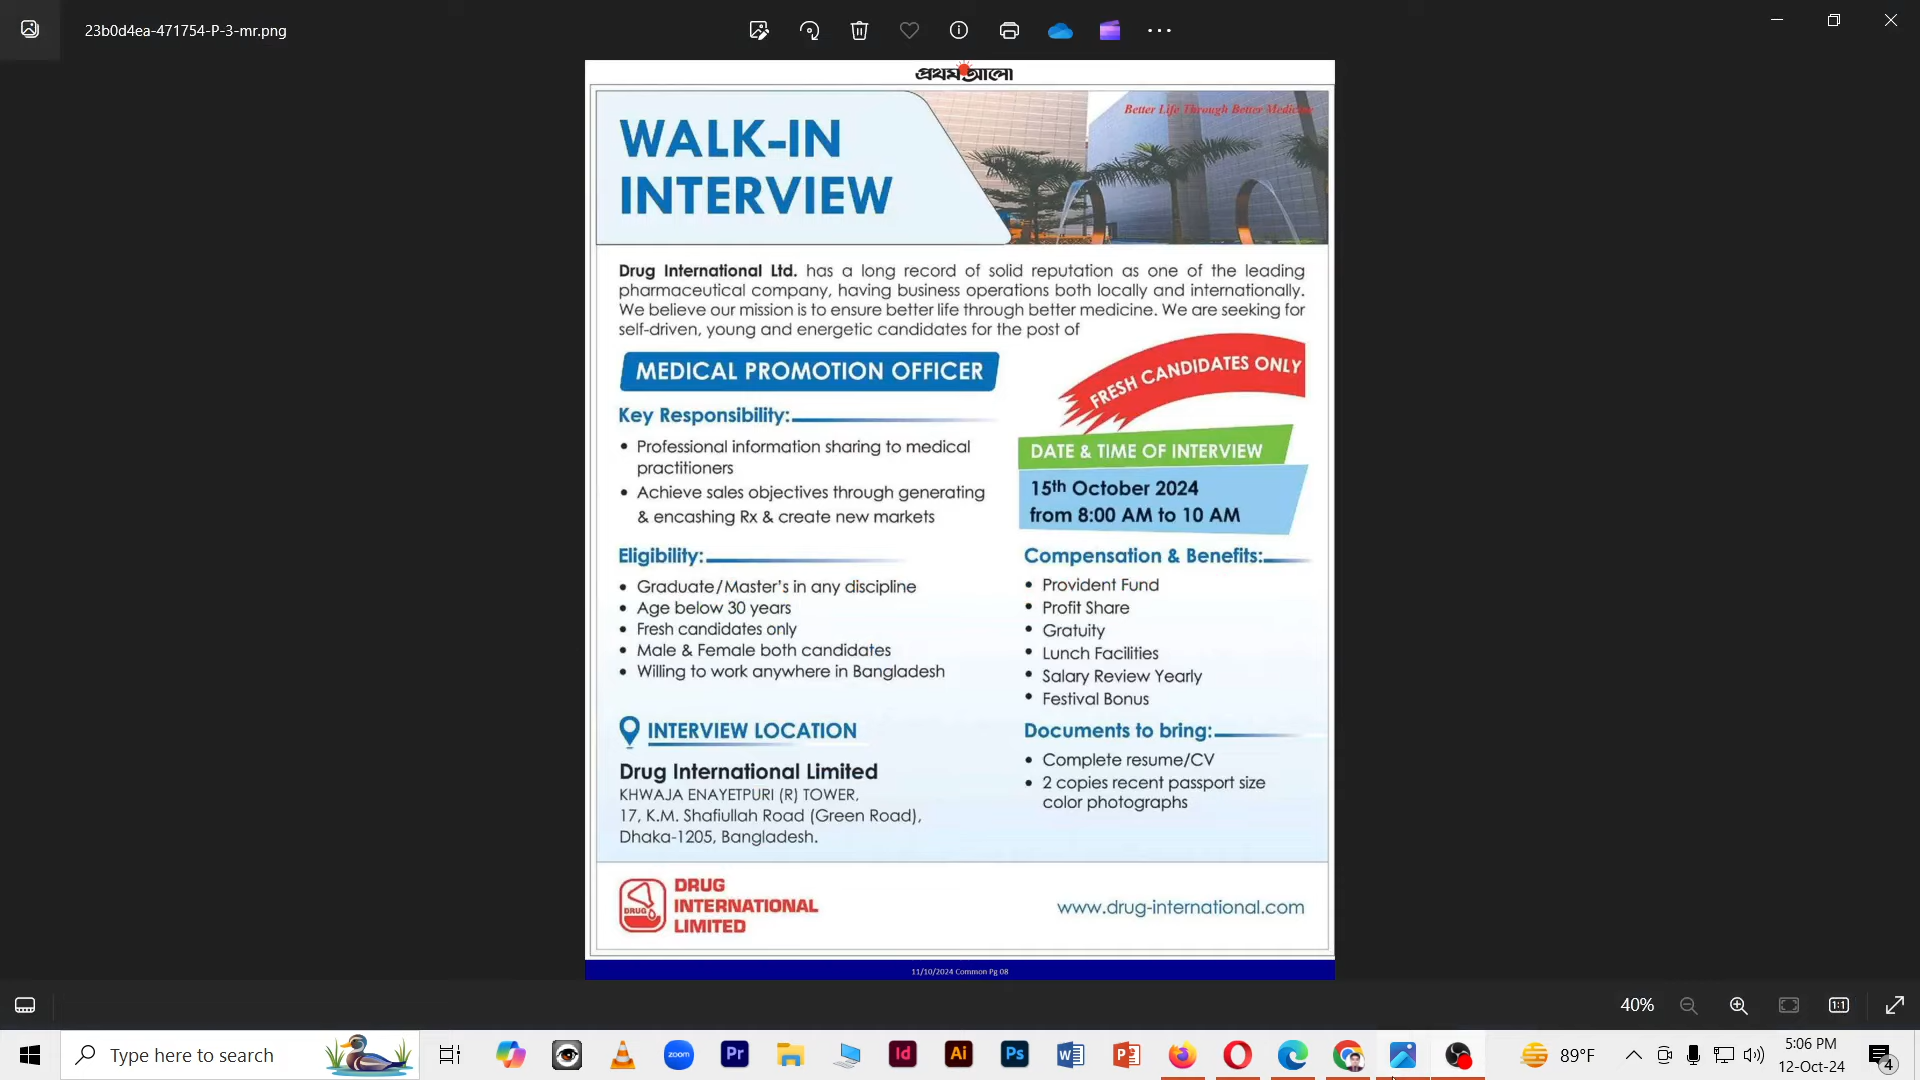 23b0d4ea-471754-P-3-mr.png
প্রথম আলো
WALK-IN
INTERVIEW
Better Life Through Better Medicine
Drug International Ltd. has a long record of solid reputation as one of the leading
pharmaceutical company, having business operations both locally and internationally.
We believe our mission is to ensure better life through better medicine. We are seeking for
self-driven, young and energetic candidates for the post of
MEDICAL PROMOTION OFFICER
FRESH CANDIDATES ONLY
Key Responsibility:
• Professional information sharing to medical
practitioners
• Achieve sales objectives through generating
& encashing Rx & create new markets
DATE & TIME OF INTERVIEW
15th October 2024
from 8:00 AM to 10 AM
Eligibility:
• Graduate/Master's in any discipline
• Age below 30 years
• Fresh candidates only
• Male & Female both candidates
• Willing to work anywhere in Bangladesh
Compensation & Benefits:
• Provident Fund
• Profit Share
• Gratuity
• Lunch Facilities
• Salary Review Yearly
• Festival Bonus
INTERVIEW LOCATION
Drug International Limited
KHWAJA ENAYETPURI (R) TOWER,
17, K.M. Shafiullah Road (Green Road),
Dhaka-1205, Bangladesh.
Documents to bring:
• Complete resume/CV
• 2 copies recent passport size
color photographs
DRUG
DRUG
INTERNATIONAL
LIMITED
www.drug-international.com
11/10/2024 Common Pg 08
40%
1:1
Type here to search
zoom
Pr
Id
Ai
Ps
W
P
89°F
5:06 PM
12-Oct-24
4